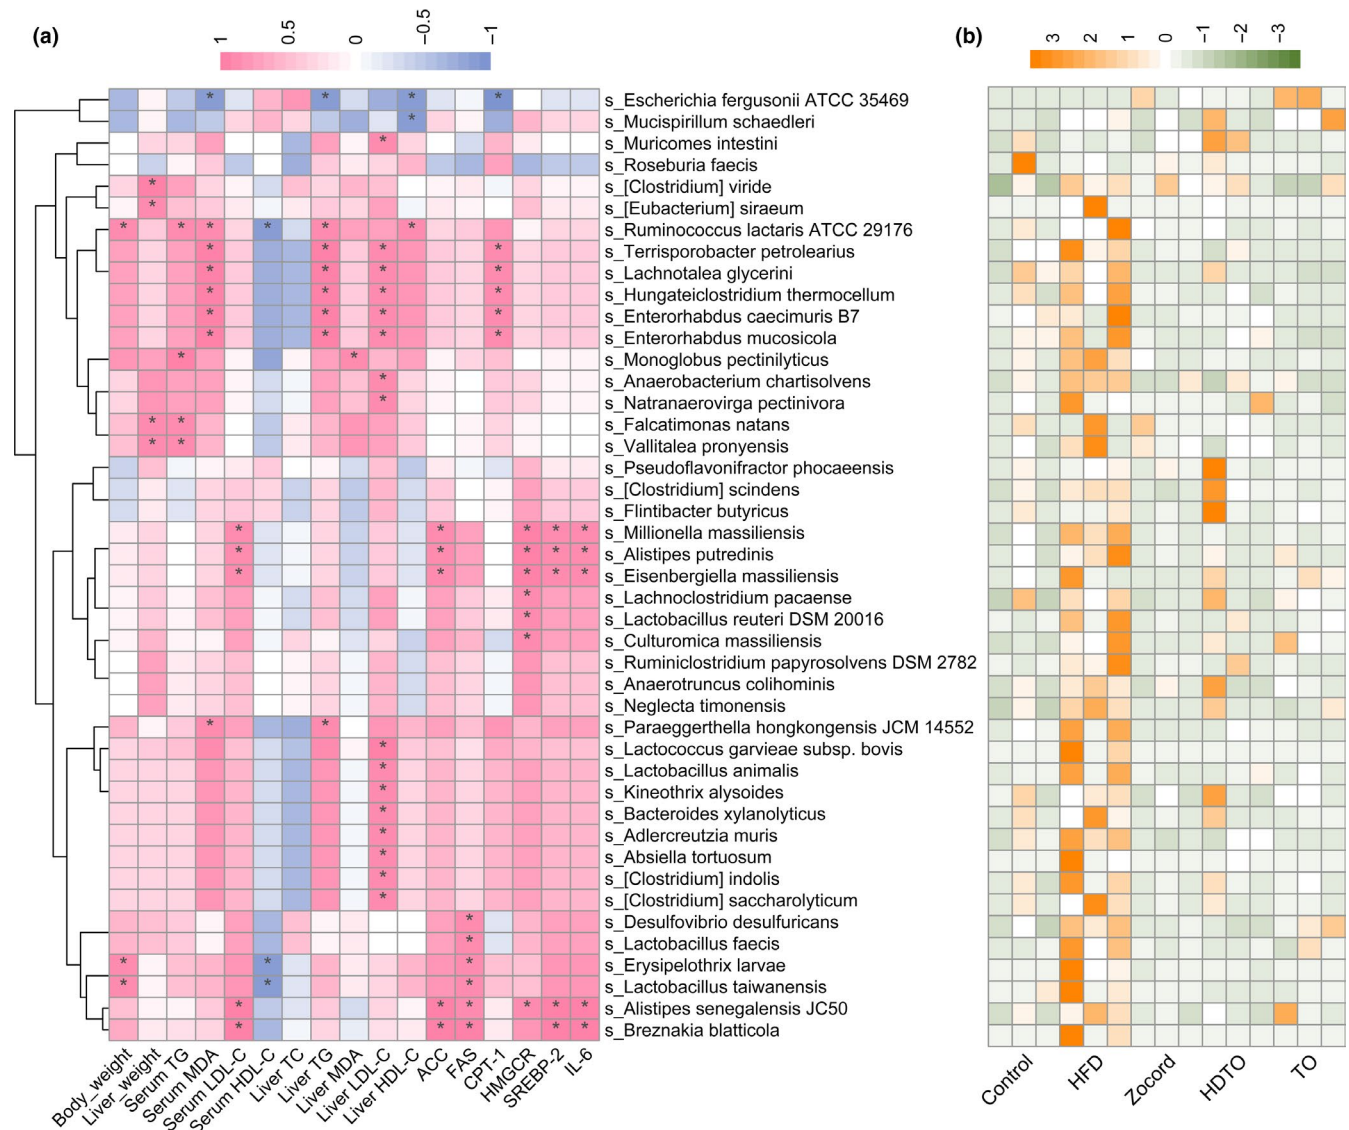 (a)
1 0.5 0 −0.5 −1
(b)
3 2 1 0 −1 −2 −3
s_Escherichia fergusonii ATCC 35469
s_Mucispirillum schaedleri
s_Muricomes intestini
s_Roseburia faecis
s_[Clostridium] viride
s_[Eubacterium] siraeum
s_Ruminococcus lactaris ATCC 29176
s_Terrisporobacter petrolearius
s_Lachnotalea glycerini
s_Hungateiclostridium thermocellum
s_Enterorhabdus caecimuris B7
s_Enterorhabdus mucosicola
s_Monoglobus pectinilyticus
s_Anaerobacterium chartisolvens
s_Natranaerovirga pectinivora
s_Falcatimonas natans
s_Vallitalea pronyensis
s_Pseudoflavonifractor phocaeensis
s_[Clostridium] scindens
s_Flintibacter butyricus
s_Millionella massiliensis
s_Alistipes putredinis
s_Eisenbergiella massiliensis
s_Lachnoclostridium pacaense
s_Lactobacillus reuteri DSM 20016
s_Culturomica massiliensis
s_Ruminiclostridium papyrosolvens DSM 2782
s_Anaerotruncus colihominis
s_Neglecta timonensis
s_Paraeggerthella hongkongensis JCM 14552
s_Lactococcus garvieae subsp. bovis
s_Lactobacillus animalis
s_Kineothrix alysoides
s_Bacteroides xylanolyticus
s_Adlercreutzia muris
s_Absiella tortuosum
s_[Clostridium] indolis
s_[Clostridium] saccharolyticum
s_Desulfovibrio desulfuricans
s_Lactobacillus faecis
s_Erysipelothrix larvae
s_Lactobacillus taiwanensis
s_Alistipes senegalensis JC50
s_Breznakia blatticola
Body_weight
Liver_weight
Serum TG
Serum MDA
Serum LDL-C
Serum HDL-C
Liver TC
Liver TG
Liver MDA
Liver LDL-C
Liver HDL-C
ACC
FAS
CPT-1
HMGCR
SREBP-2
IL-6
Control
HFD
Zocord
HDTO
TO